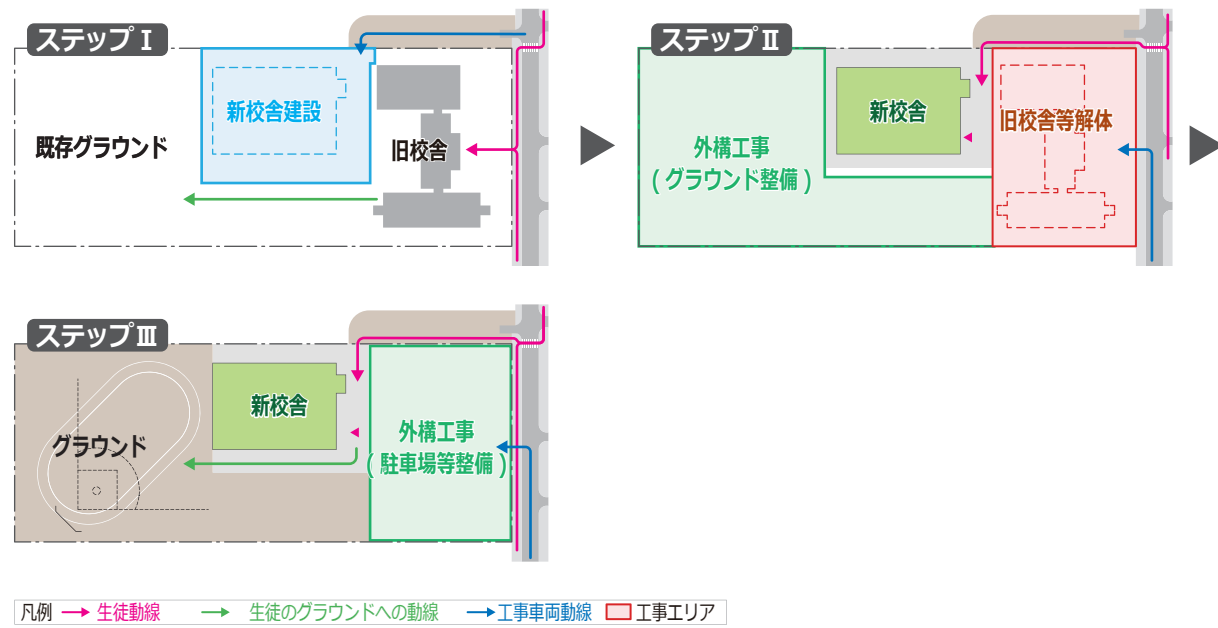 ステップⅠ
既存グラウンド
新校舎建設
旧校舎
ステップⅡ
外構工事
(グラウンド整備)
新校舎
旧校舎等解体
ステップⅢ
グラウンド
新校舎
外構工事
(駐車場等整備)
凡例 生徒動線 生徒のグラウンドへの動線 工事車両動線 工事エリア